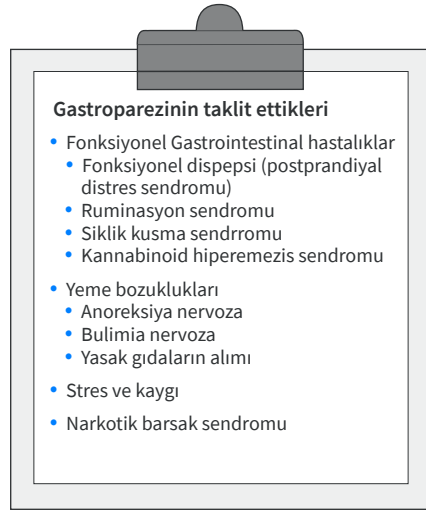 Gastroparezinin taklit ettikleri
• Fonksiyonel Gastrointestinal hastalıklar
• Fonksiyonel dispepsi (postprandiyal
distres sendromu)
• Ruminasyon sendromu
• Siklik kusma sendrromu
• Kannabinoid hiperemezis sendromu
• Yeme bozuklukları
• Anoreksiya nervoza
• Bulimia nervoza
• Yasak gıdaların alımı
• Stres ve kaygı
• Narkotik barsak sendromu